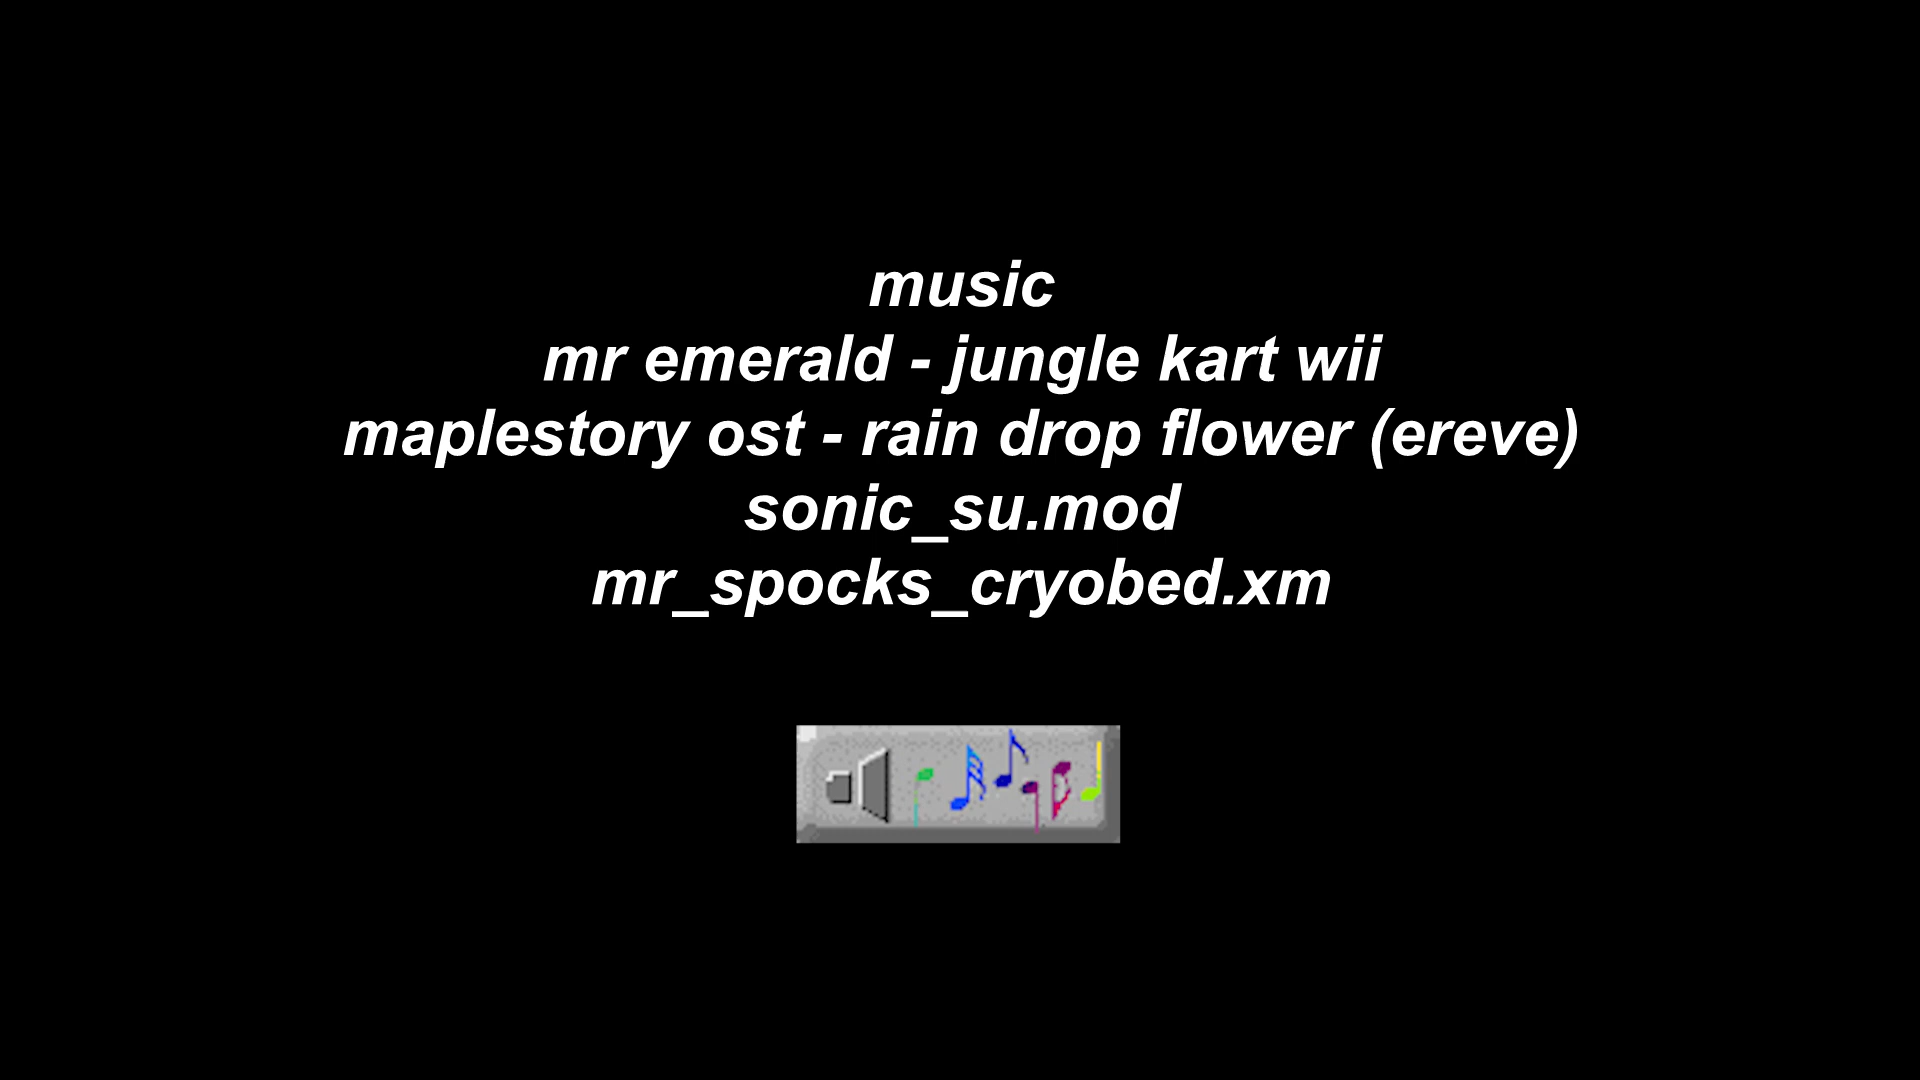 music
mr emerald - jungle kart wii
maplestory ost - rain drop flower (ereve)
sonic_su.mod
mr_spocks_cryobed.xm